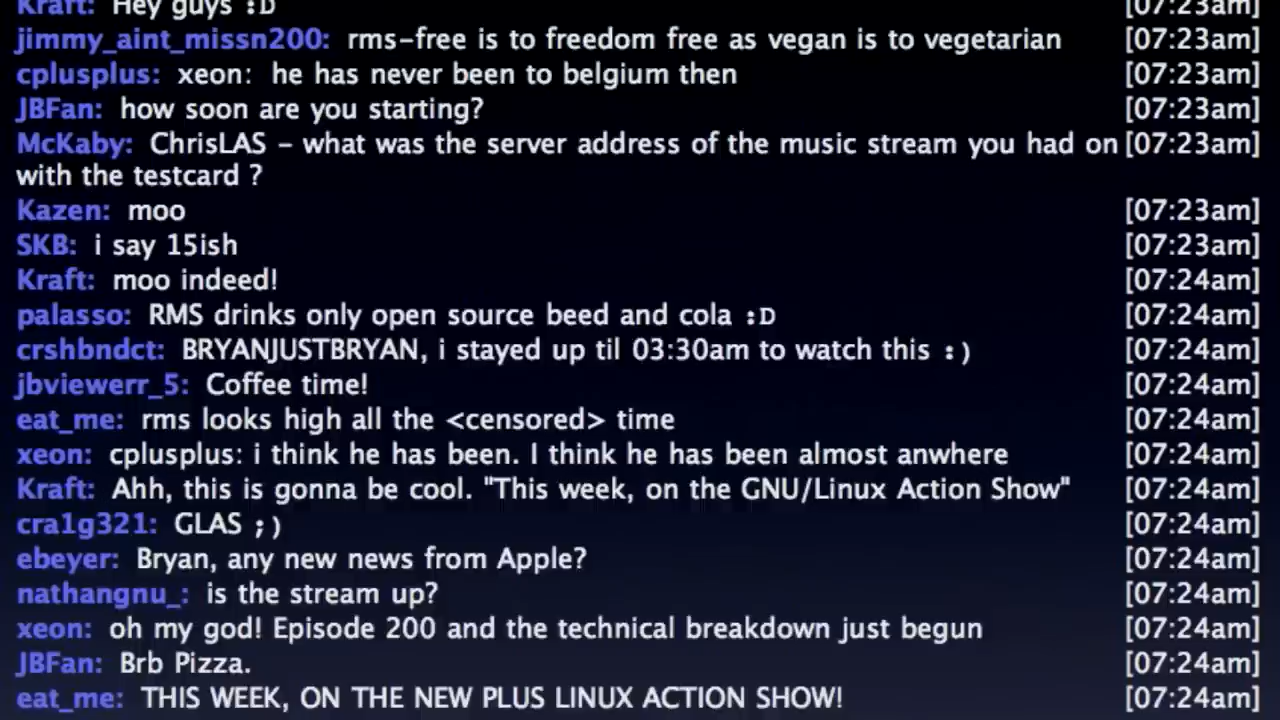 Kraft: Hey guys :D [07:23am]
jimmy_aint_missn200: rms-free is to freedom free as vegan is to vegetarian [07:23am]
cplusplus: xeon: he has never been to belgium then [07:23am]
JBFan: how soon are you starting? [07:23am]
McKaby: ChrisLAS - what was the server address of the music stream you had on [07:23am]
with the testcard ?
Kazen: moo [07:23am]
SKB: i say 15ish [07:23am]
Kraft: moo indeed! [07:24am]
palasso: RMS drinks only open source beed and cola :D [07:24am]
crshbndct: BRYANJUSTBRYAN, i stayed up til 03:30am to watch this :) [07:24am]
jbviewerr_5: Coffee time! [07:24am]
eat_me: rms looks high all the <censored> time [07:24am]
xeon: cplusplus: i think he has been. I think he has been almost anwhere [07:24am]
Kraft: Ahh, this is gonna be cool. "This week, on the GNU/Linux Action Show" [07:24am]
cra1g321: GLAS ;) [07:24am]
ebeyer: Bryan, any new news from Apple? [07:24am]
nathangnu_: is the stream up? [07:24am]
xeon: oh my god! Episode 200 and the technical breakdown just begun [07:24am]
JBFan: Brb Pizza. [07:24am]
eat_me: THIS WEEK, ON THE NEW PLUS LINUX ACTION SHOW! [07:24am]